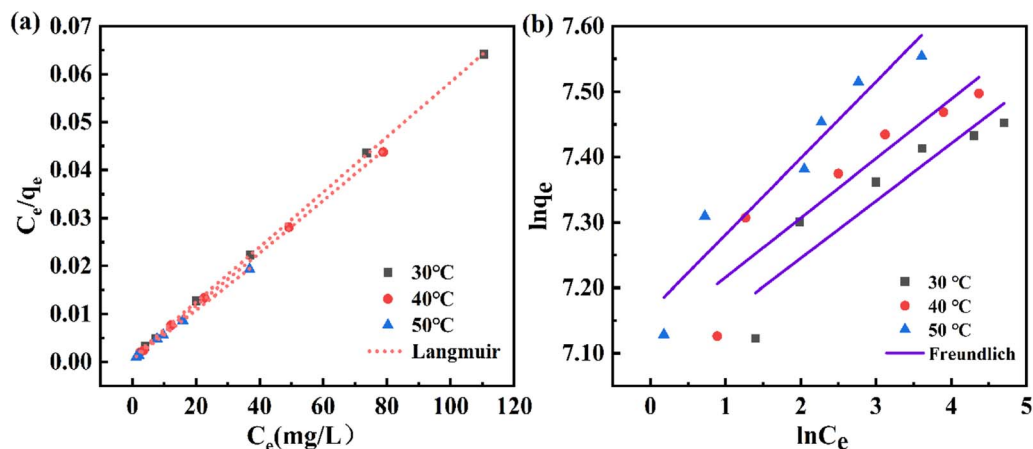 (a)
0.07
0.06
0.05
0.04
0.03
0.02
0.01
0.00
Ce/qe
0 20 40 60 80 100 120
Ce(mg/L）
30℃
40℃
50℃
Langmuir
(b)
7.60
7.50
7.40
7.30
7.20
7.10
lnqe
0 1 2 3 4 5
lnCe
30 ℃
40 ℃
50 ℃
Freundlich